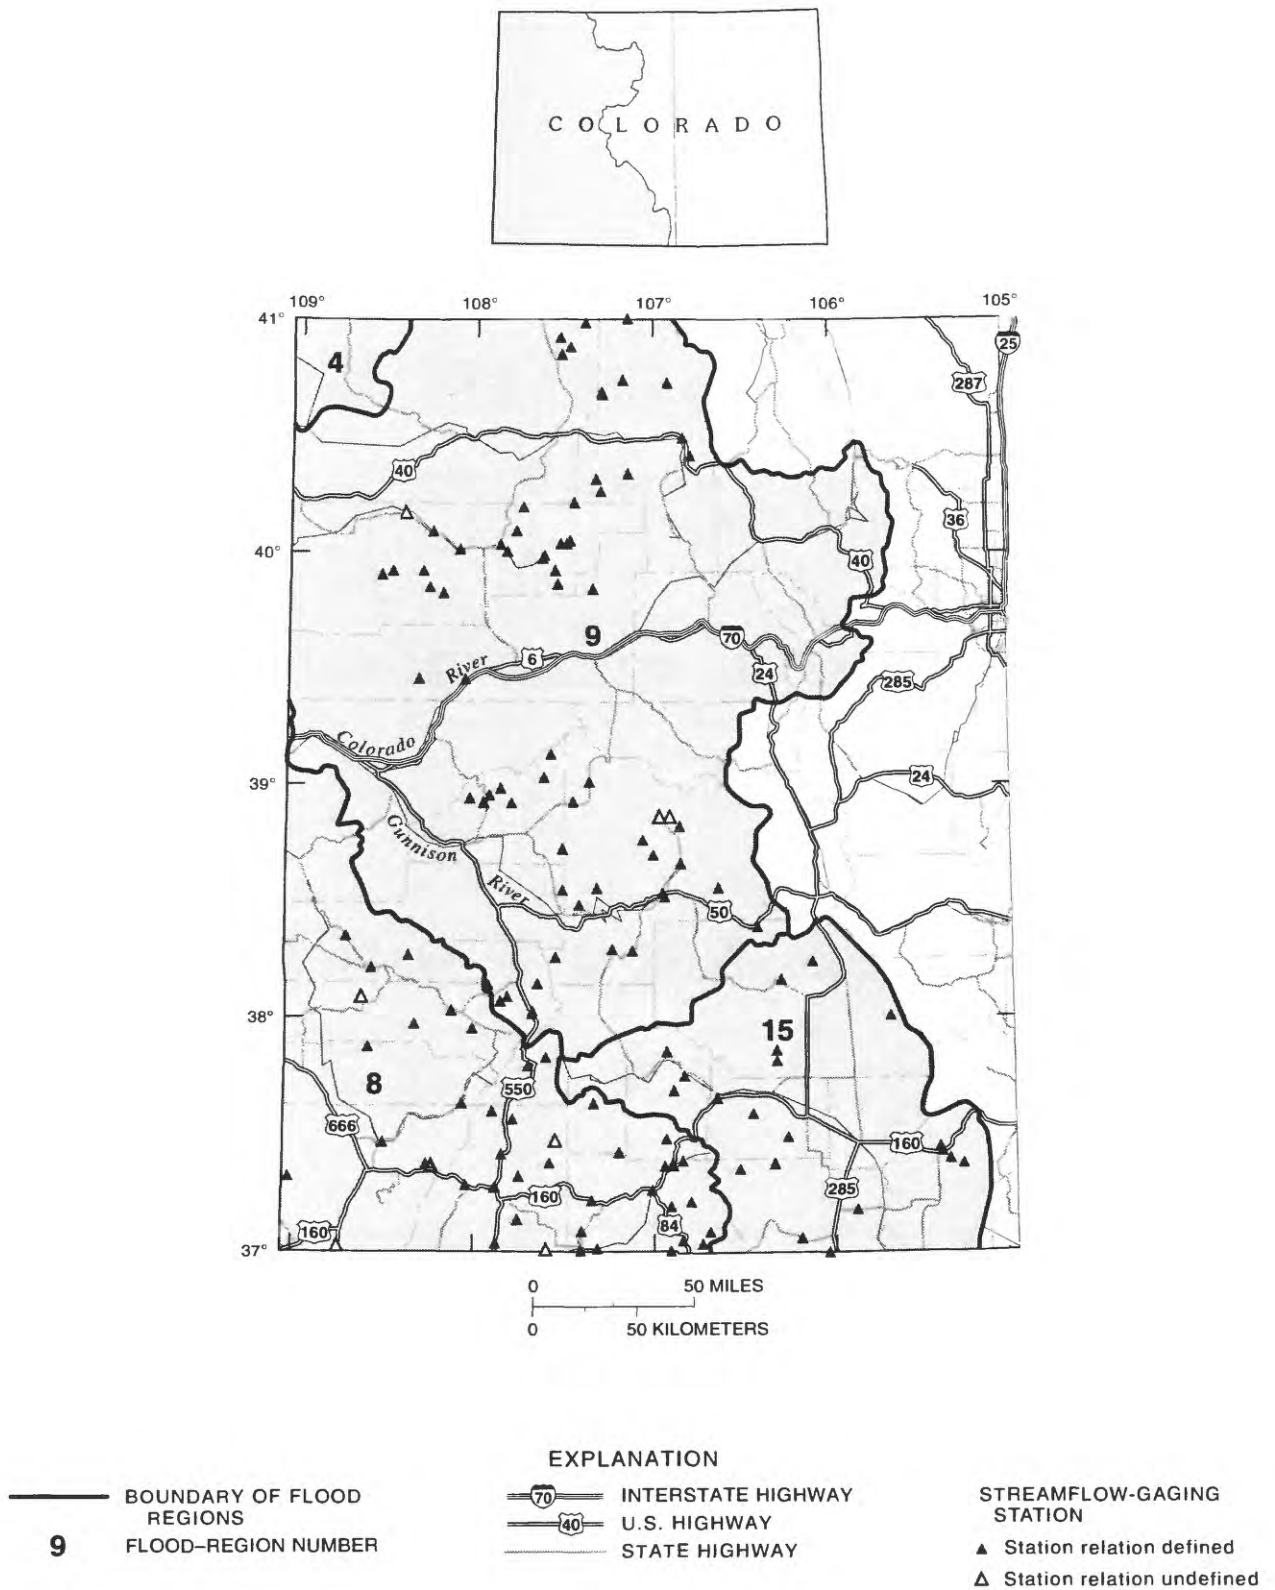 COLORADO
109° 108° 107° 106° 105°
41°
4
25
287
40
36
40°
40
9
70
6
River
24
285
Colorado
24
39°
Gunnison
River
50
38°
15
8
550
666
160
285
160
84
160
37°
0 50 MILES
0 50 KILOMETERS
EXPLANATION
BOUNDARY OF FLOOD
REGIONS
9 FLOOD–REGION NUMBER
70 INTERSTATE HIGHWAY
40 U.S. HIGHWAY
STATE HIGHWAY
STREAMFLOW-GAGING
STATION
Station relation defined
Station relation undefined